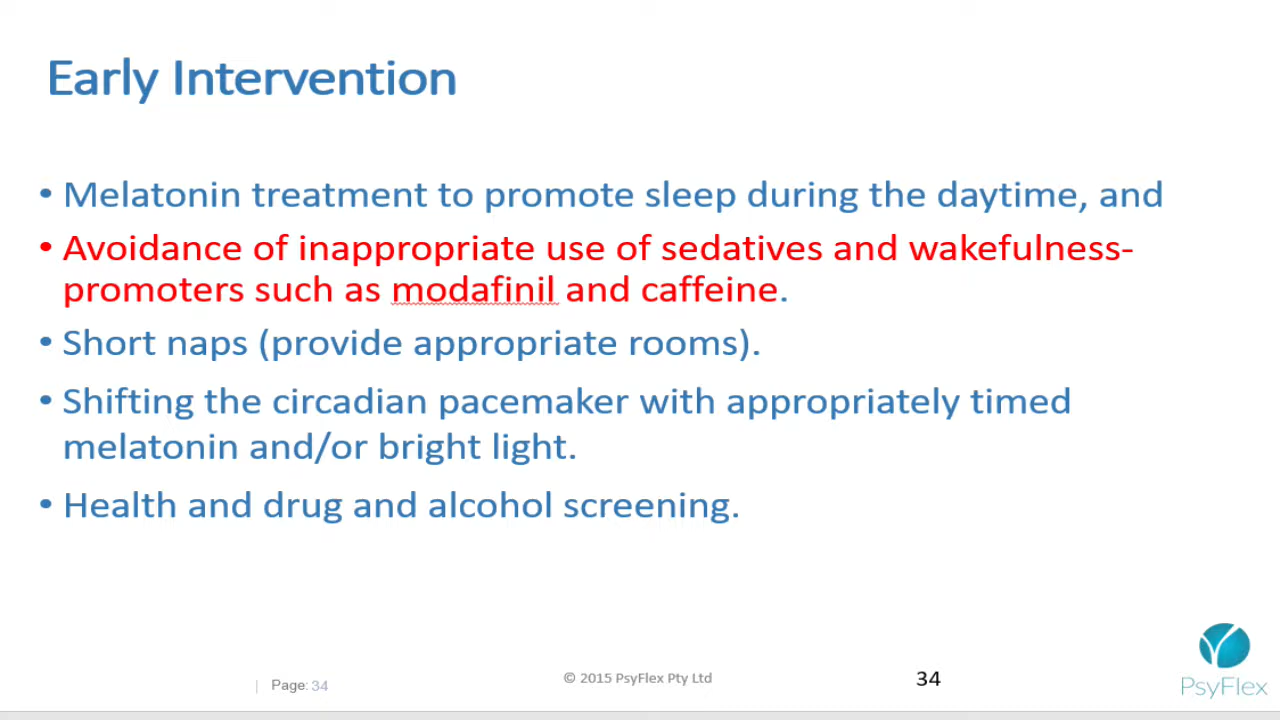 Early Intervention
• Melatonin treatment to promote sleep during the daytime, and
• Avoidance of inappropriate use of sedatives and wakefulness-
promoters such as modafinil and caffeine.
• Short naps (provide appropriate rooms).
• Shifting the circadian pacemaker with appropriately timed
melatonin and/or bright light.
• Health and drug and alcohol screening.
| Page: 34
© 2015 PsyFlex Pty Ltd
34
PsyFlex